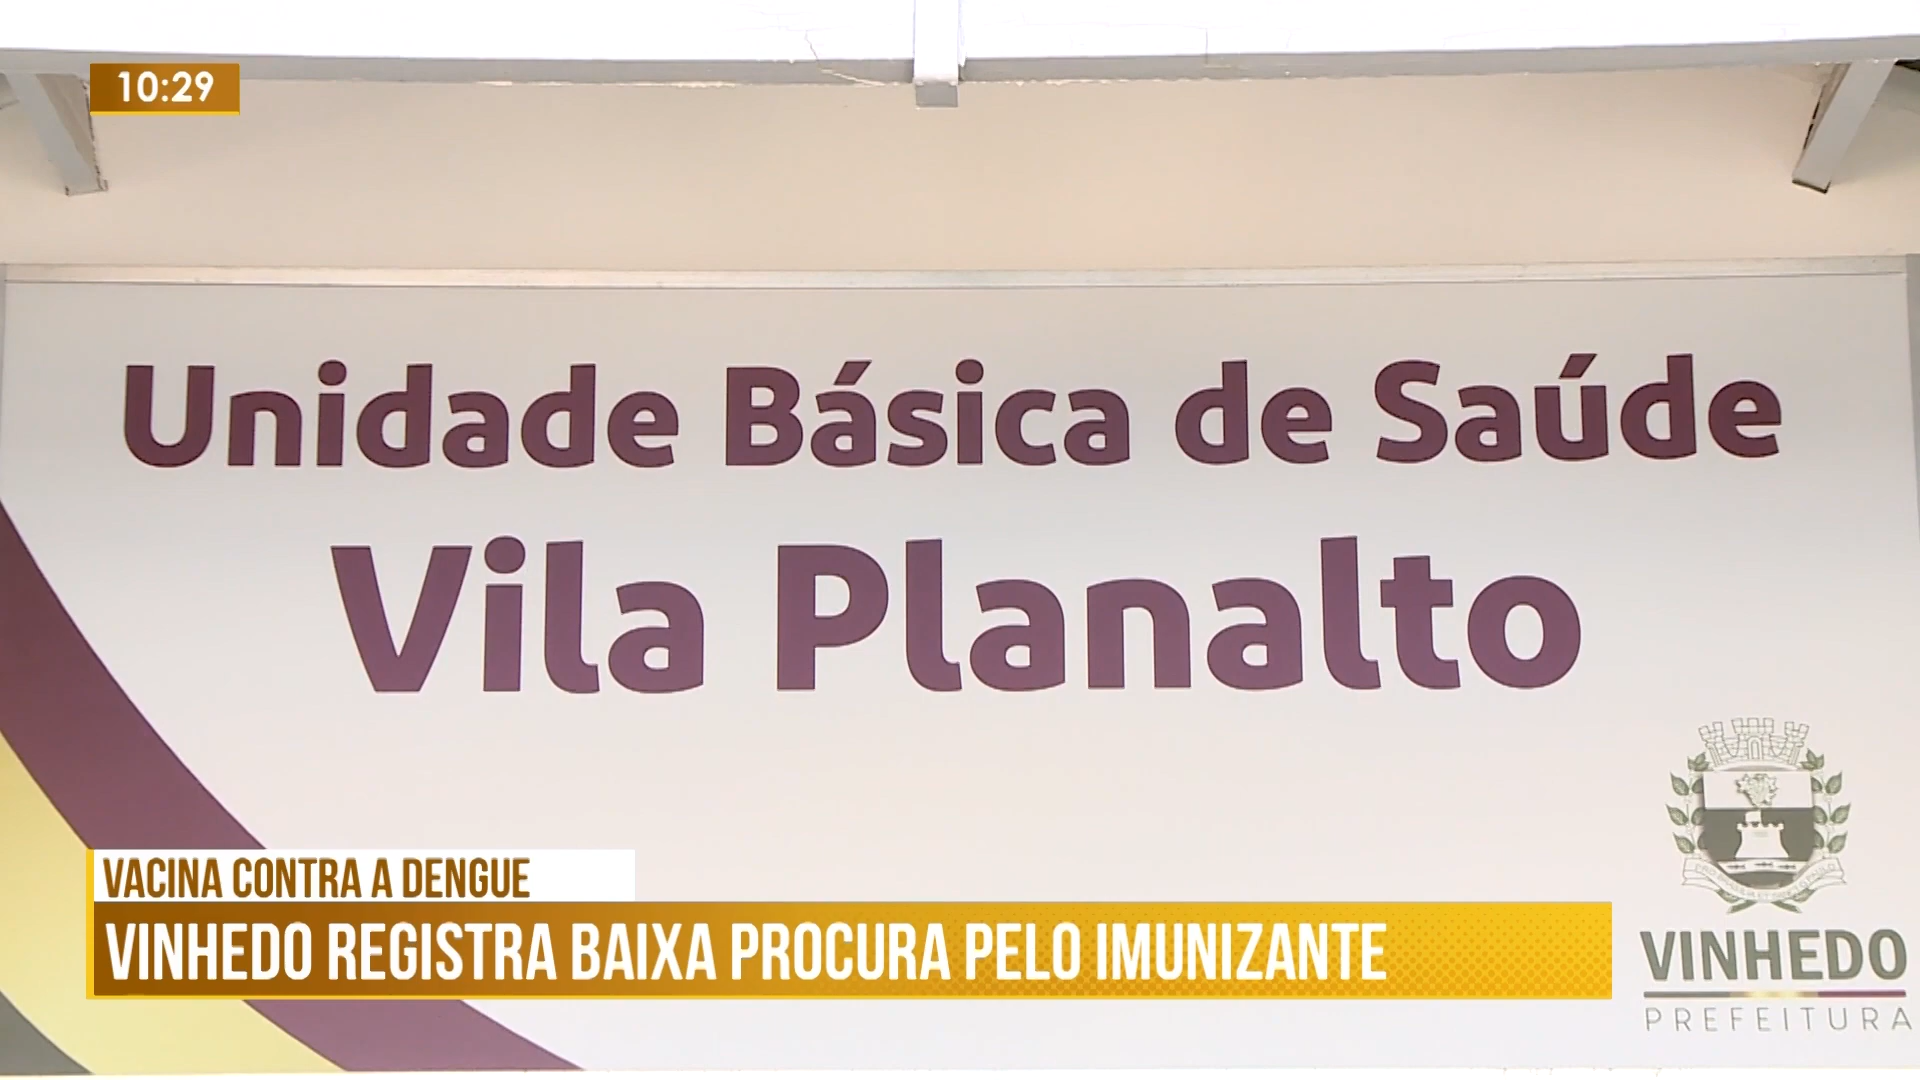 10:29
Unidade Básica de Saúde
Vila Planalto
VACINA CONTRA A DENGUE
VINHEDO REGISTRA BAIXA PROCURA PELO IMUNIZANTE
VINHEDO
PREFEITURA